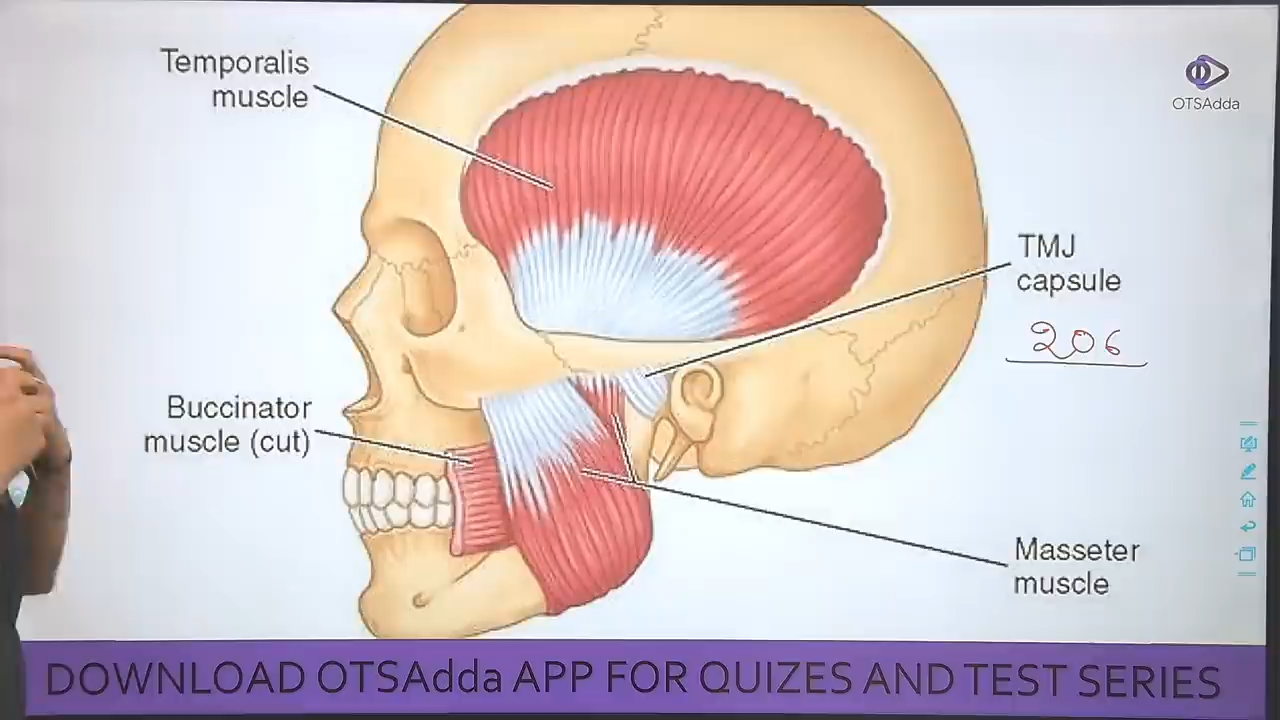 Temporalis
muscle
OTSAdda
TMJ
capsule
206
Buccinator
muscle (cut)
Masseter
muscle
DOWNLOAD OTSAdda APP FOR QUIZES AND TEST SERIES